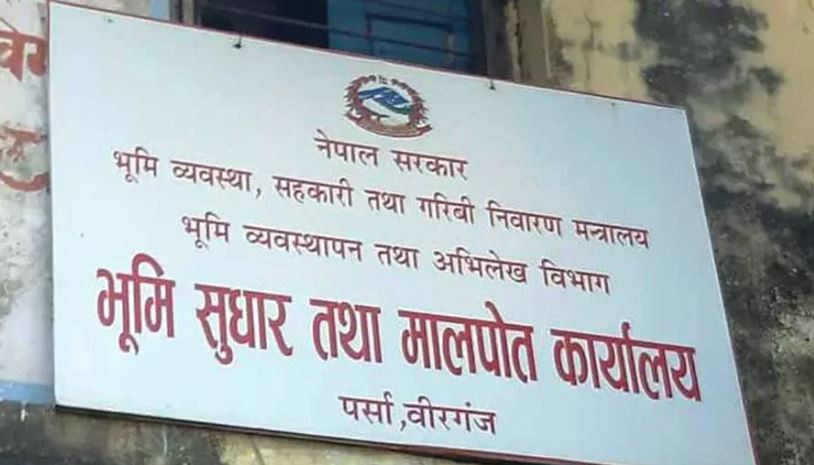 नेपाल सरकार
भूमि व्यवस्था, सहकारी तथा गरिबी निवारण मन्त्रालय
भूमि व्यवस्थापन तथा अभिलेख विभाग
भूमि सुधार तथा मालपोत कार्यालय
पर्सा,वीरगंज